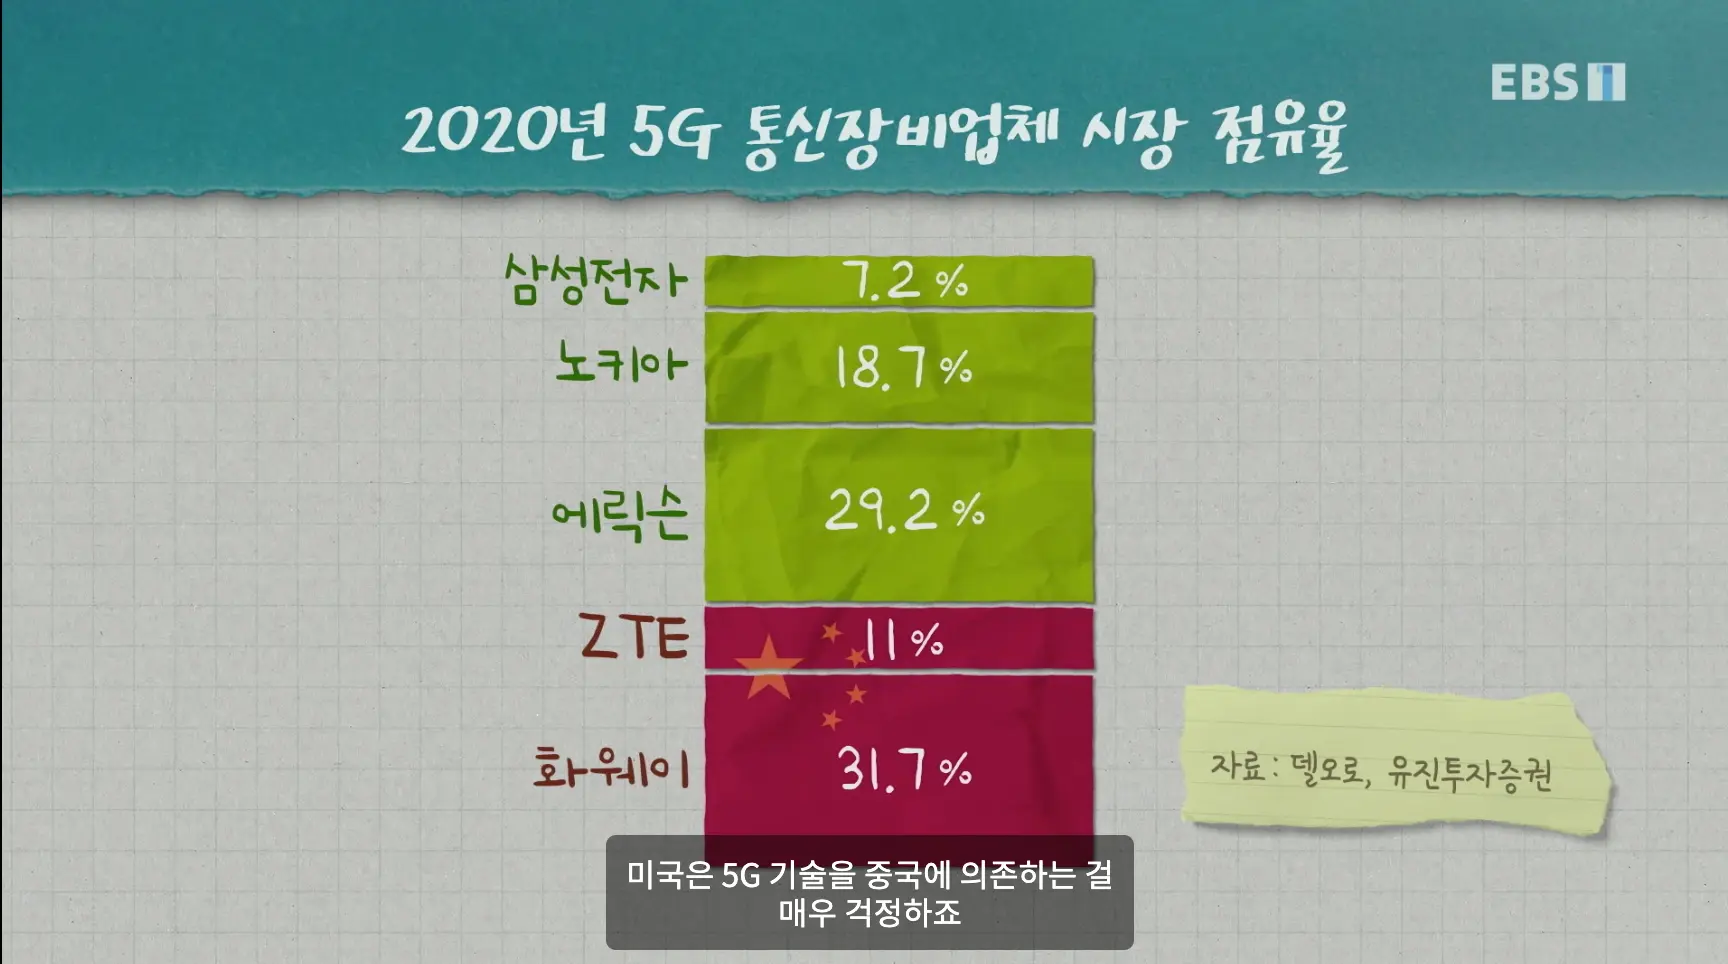 EBS 1
2020년 5G 통신장비업체 시장 점유율
삼성전자 7.2%
노키아 18.7%
에릭슨 29.2%
ZTE 11%
화웨이 31.7%
자료: 델오로, 유진투자증권
미국은 5G 기술을 중국에 의존하는 걸
매우 걱정하죠